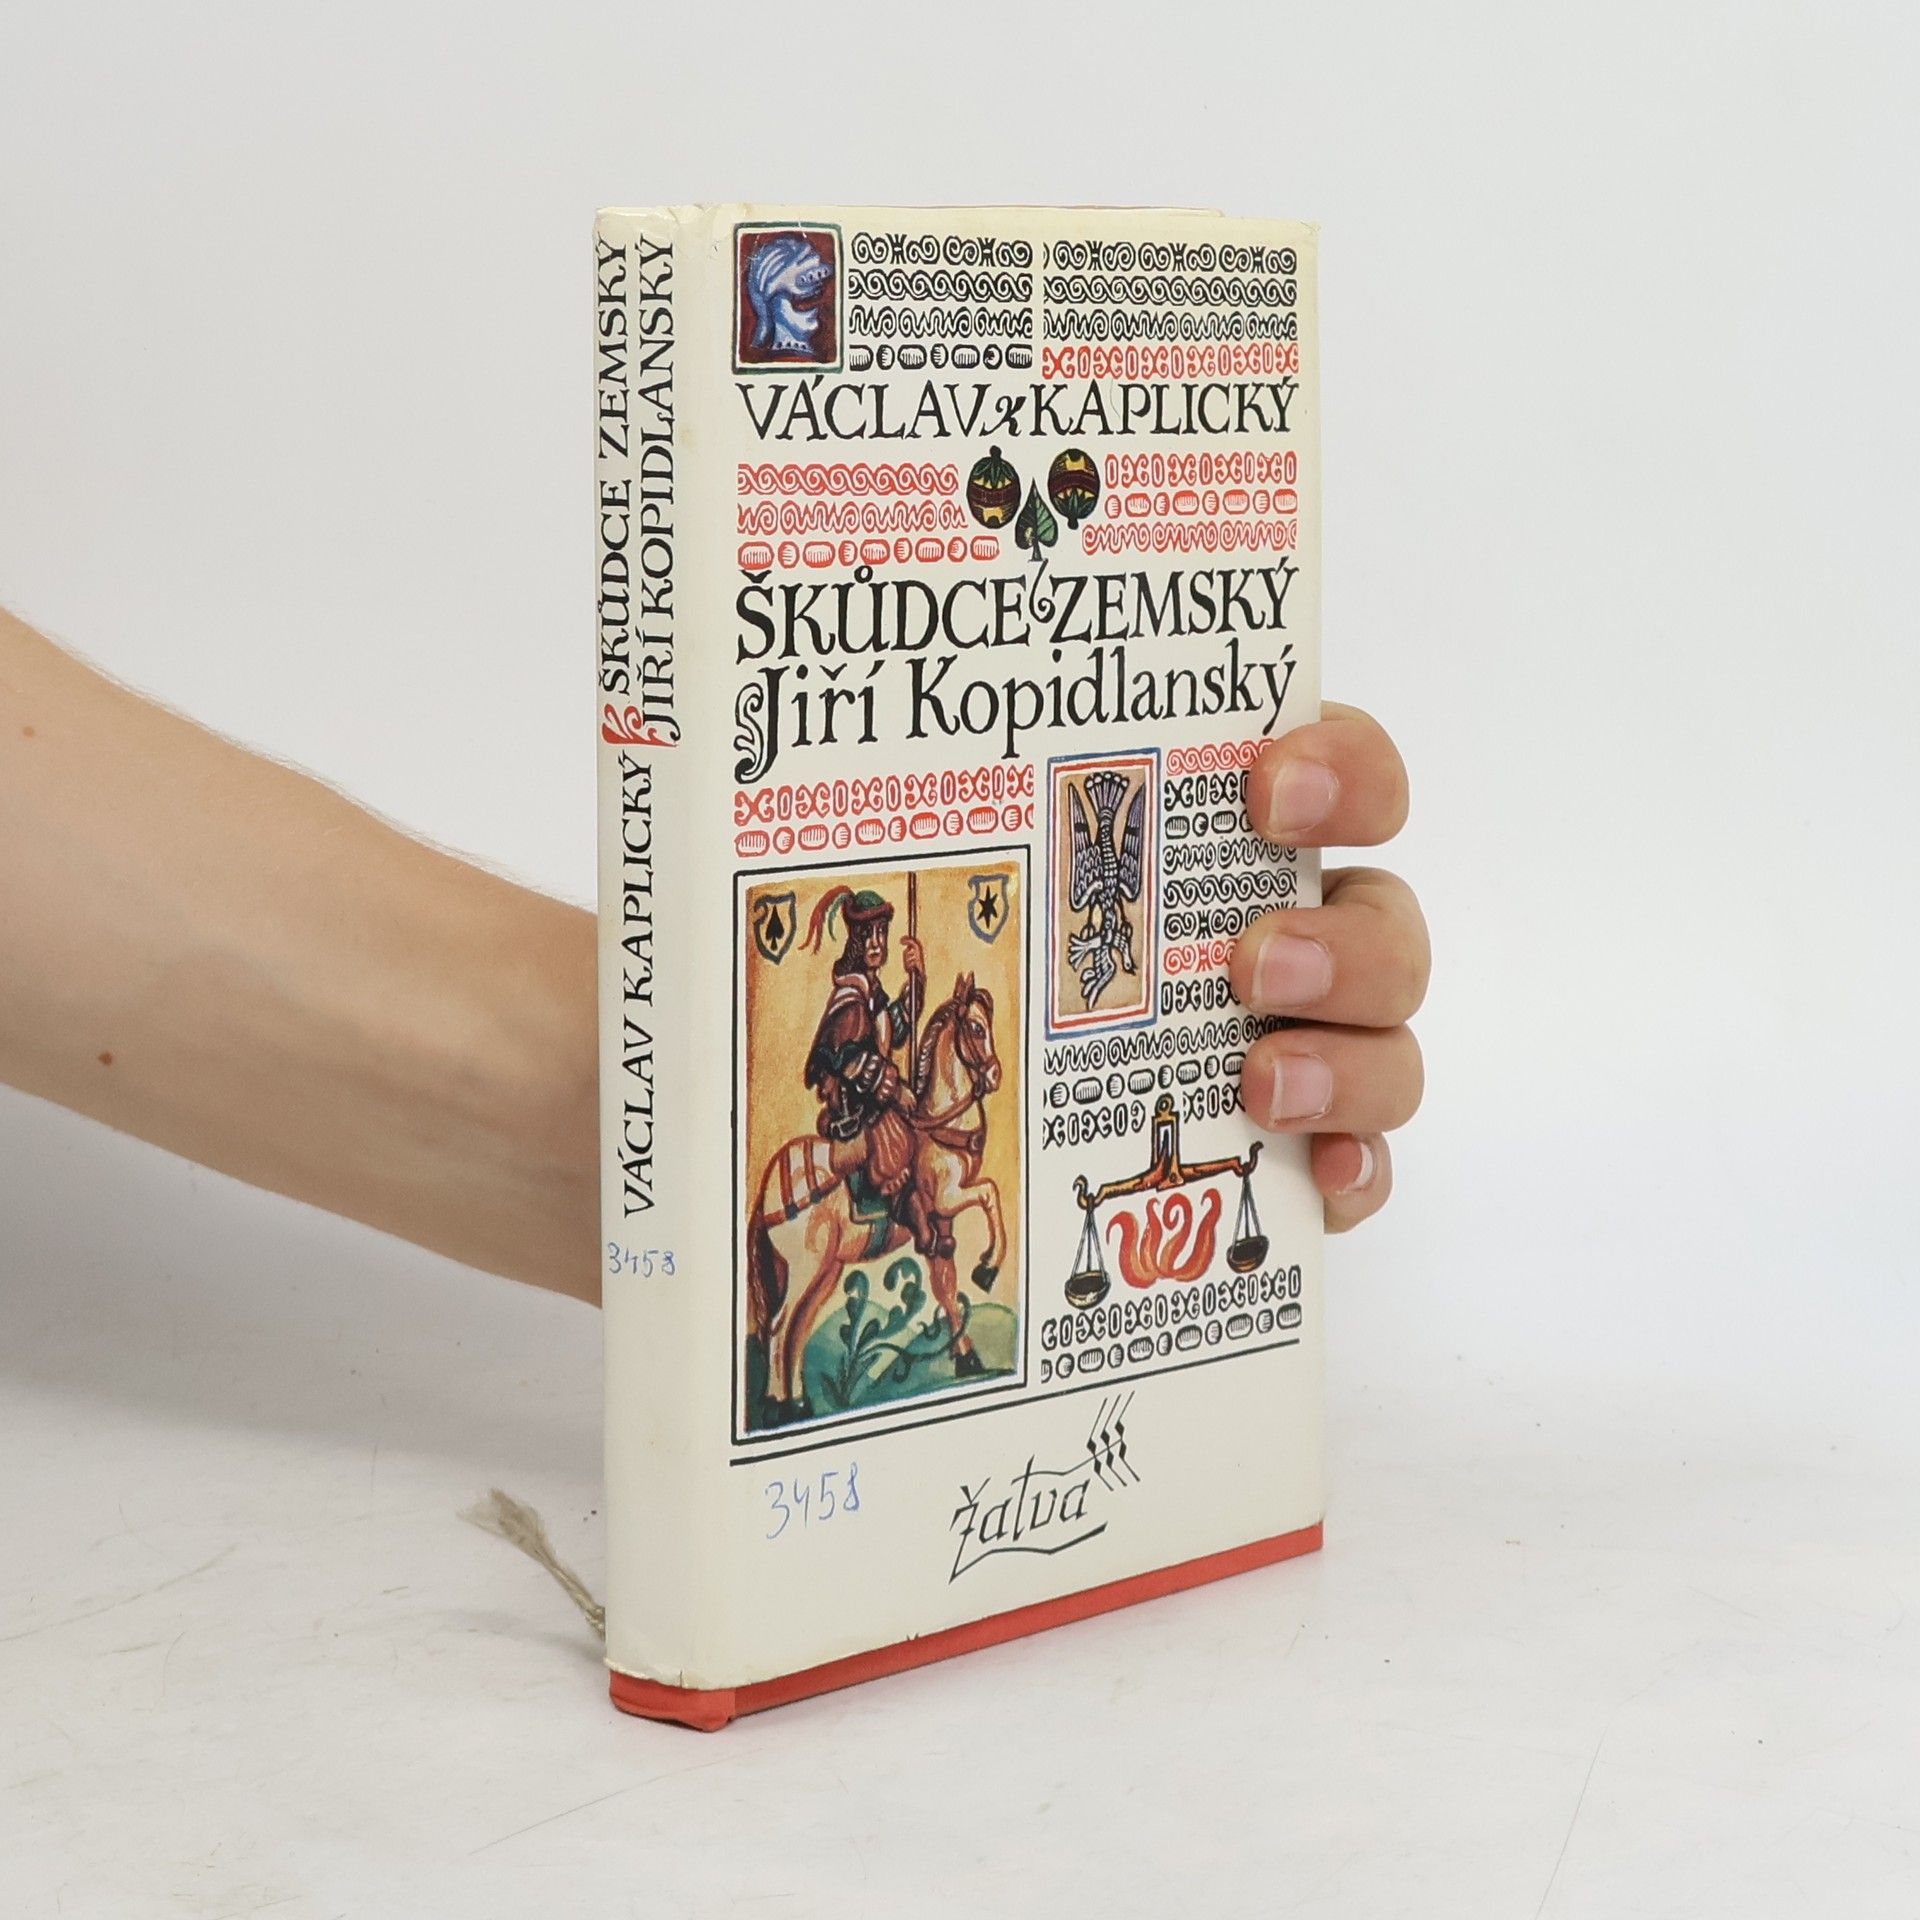 ŠKŮDCE ZEMSKÝ
JIŘÍ KOPIDLANSKÝ
VÁCLAV KAPLICKÝ
3458
VÁCLAV KAPLICKÝ
ŠKŮDCE ZEMSKÝ
Jiří Kopidlanský
3458
žatva